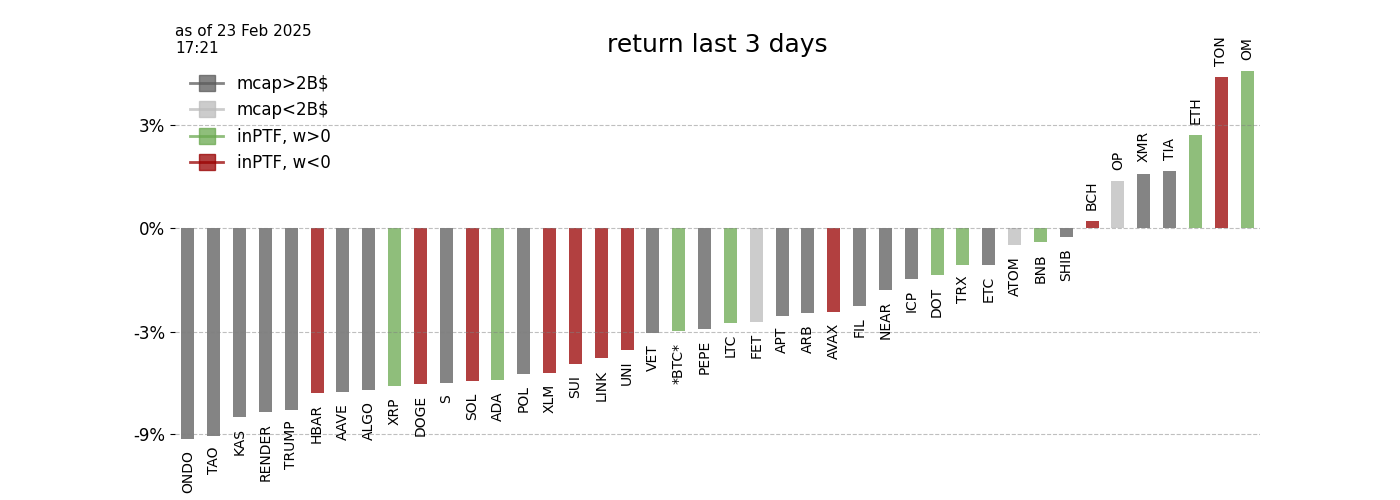 as of 23 Feb 2025
17:21
return last 3 days
mcap>2B$
mcap<2B$
inPTF, w>0
inPTF, w<0
3%
0%
-3%
-9%
ONDO
TAO
KAS
RENDER
TRUMP
HBAR
AAVE
ALGO
XRP
DOGE
S
SOL
ADA
POL
XLM
SUI
LINK
UNI
VET
*BTC*
PEPE
LTC
FET
APT
ARB
AVAX
FIL
NEAR
ICP
DOT
TRX
ETC
ATOM
BNB
SHIB
BCH
OP
XMR
TIA
ETH
TON
OM